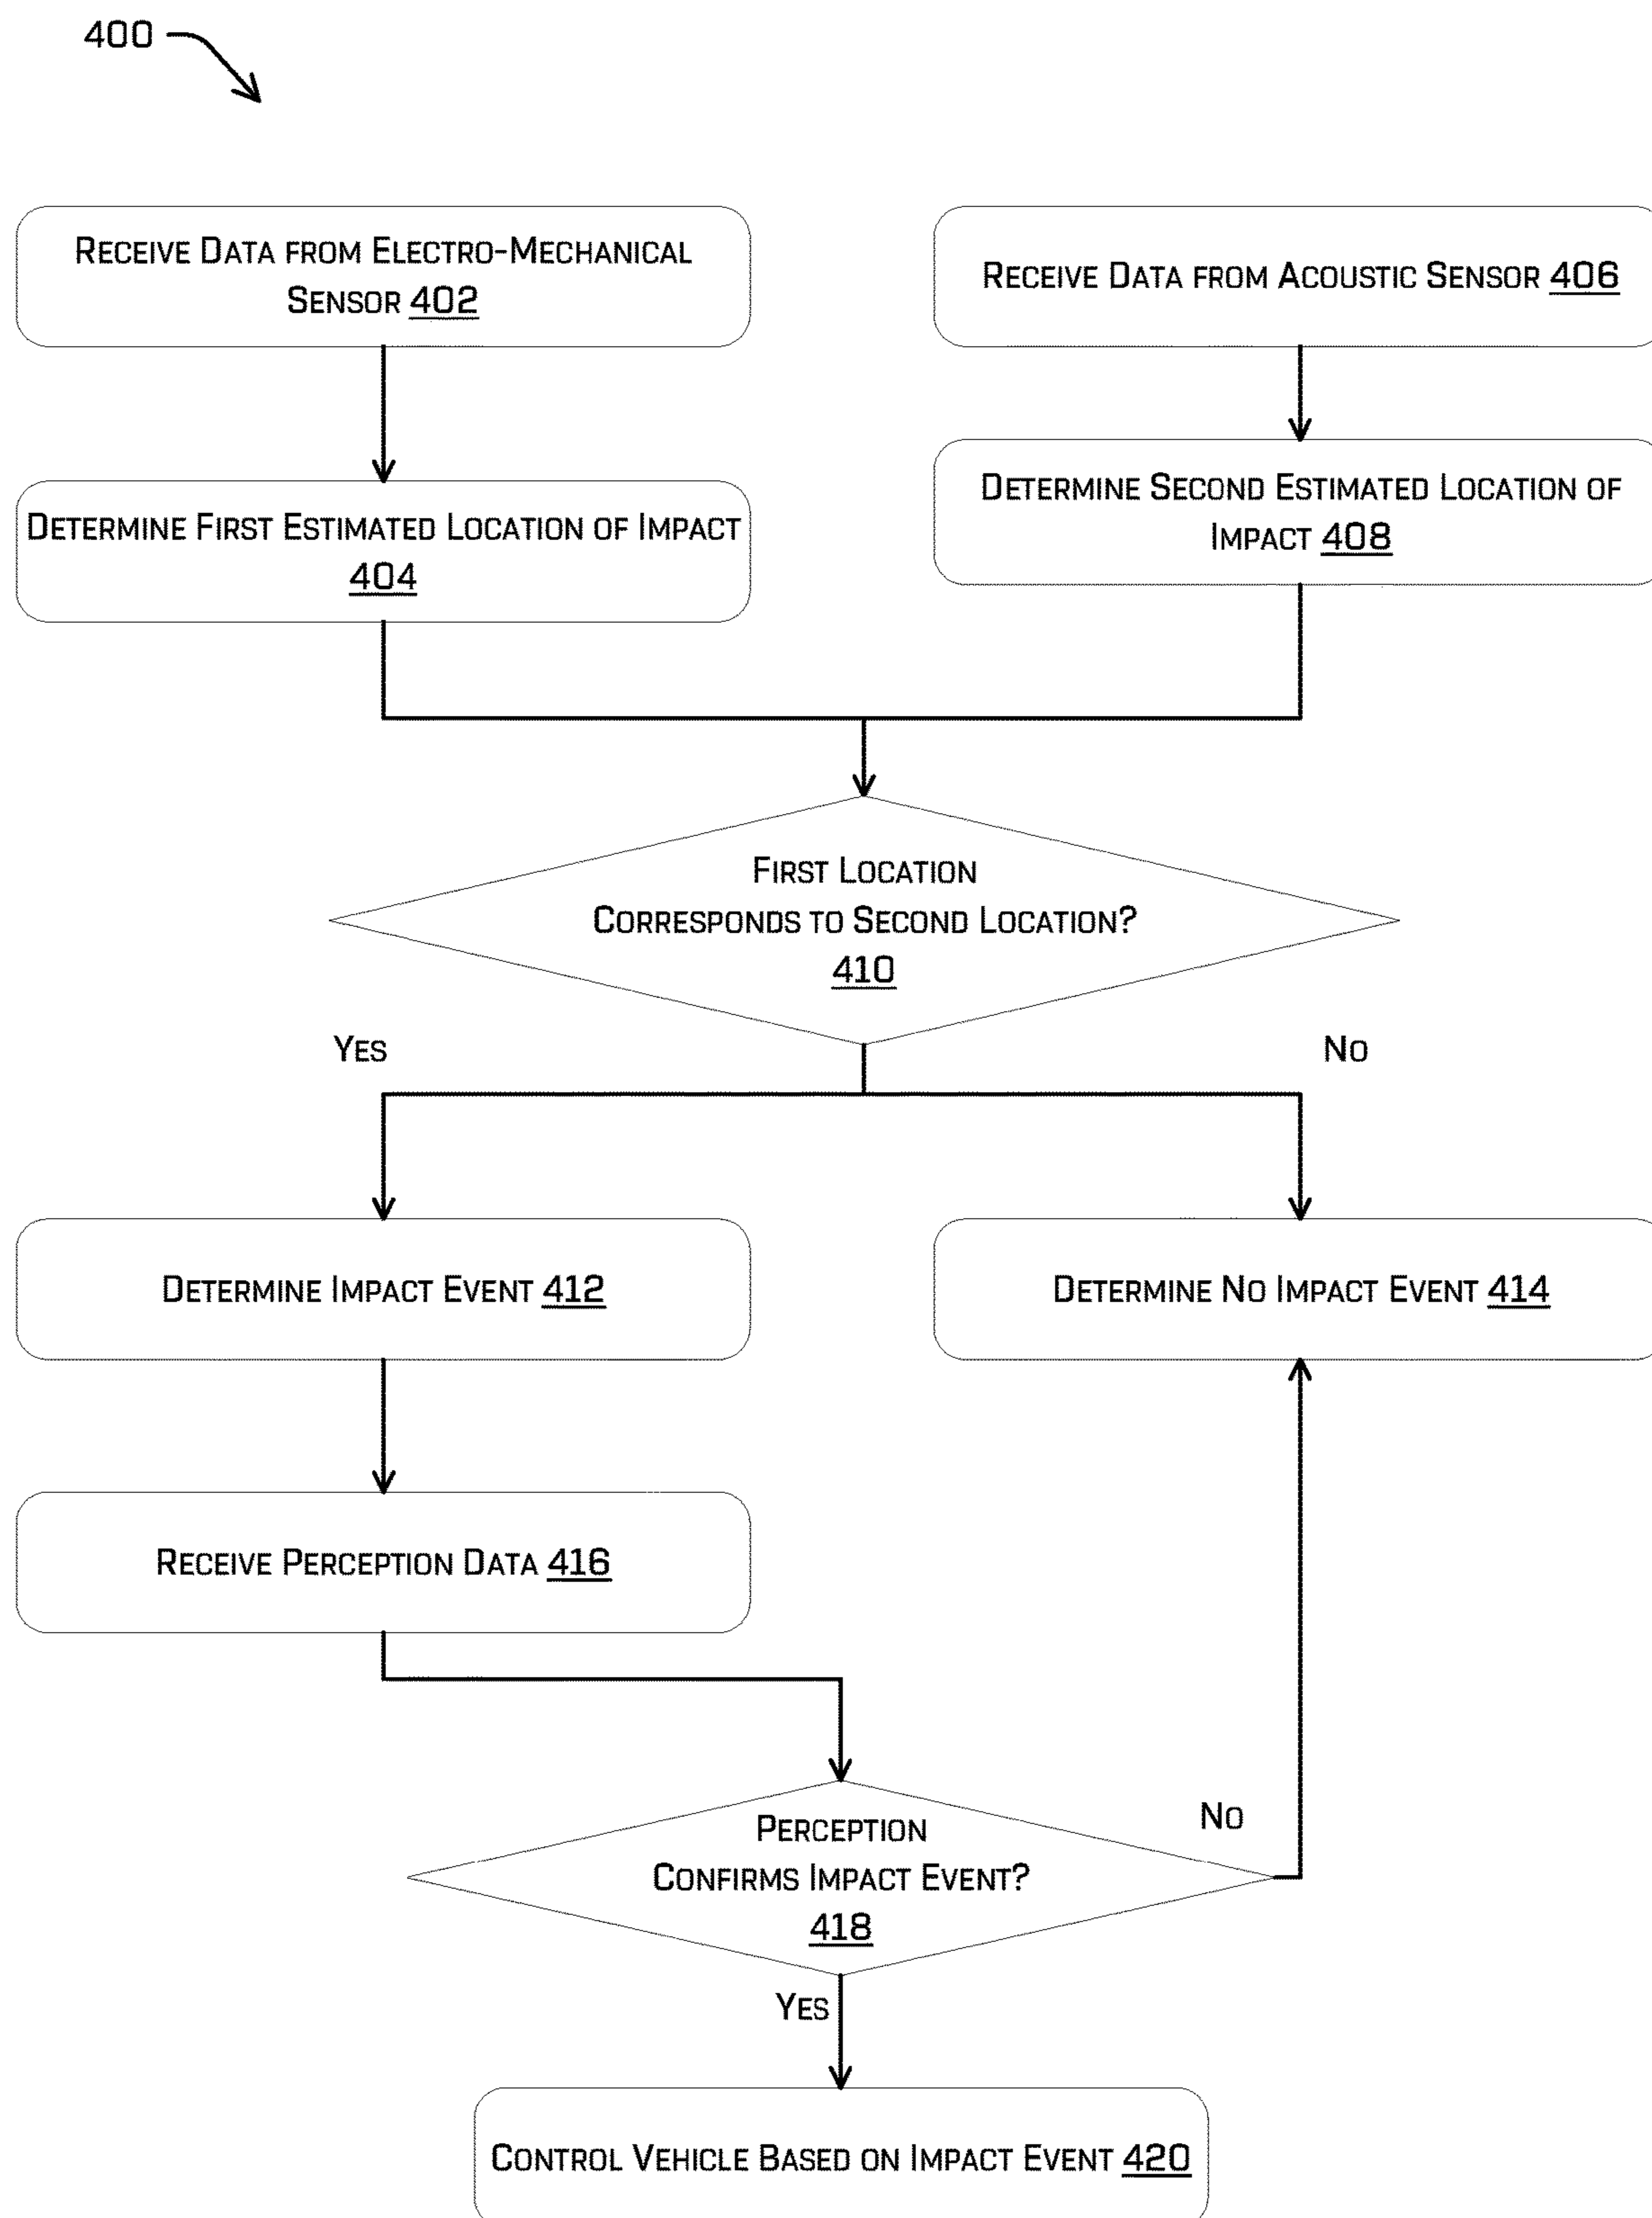 400
Receive Data from Electro-Mechanical
Sensor 402
Receive Data from Acoustic Sensor 406
Determine First Estimated Location of Impact
404
Determine Second Estimated Location of
Impact 408
First Location
Corresponds to Second Location?
410
Yes
No
Determine Impact Event 412
Determine No Impact Event 414
Receive Perception Data 416
Perception
Confirms Impact Event?
418
No
Yes
Control Vehicle Based on Impact Event 420